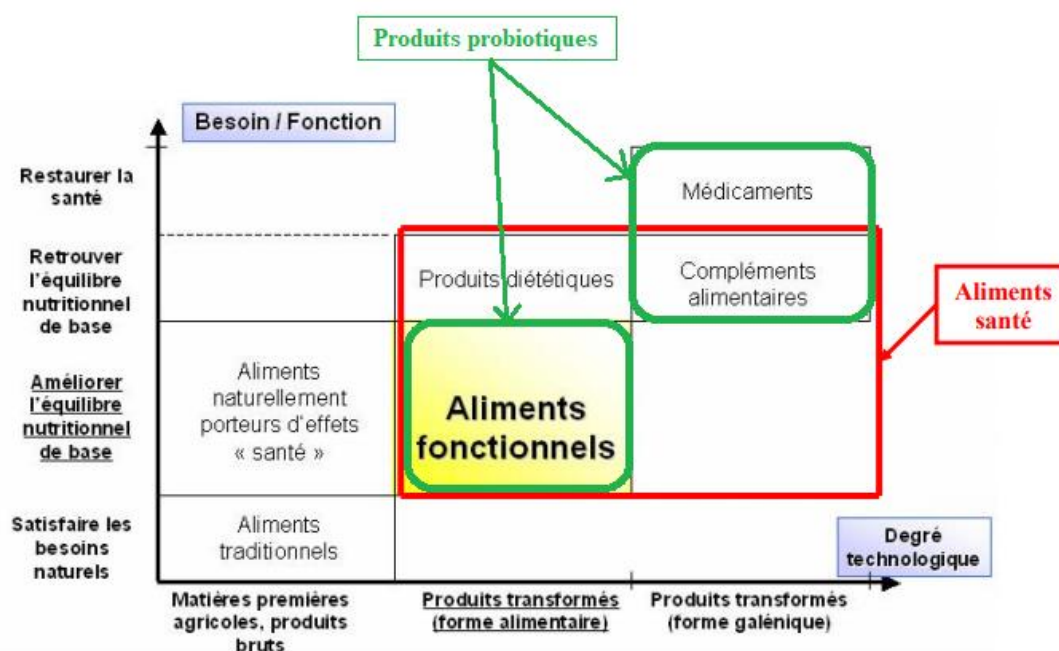 Produits probiotiques
Besoin / Fonction
Restaurer la
santé
Médicaments
Retrouver
l'équilibre
nutritionnel
de base
Produits diététiques
Compléments
alimentaires
Aliments
santé
Améliorer
l'équilibre
nutritionnel
de base
Aliments
naturellement
porteurs d'effets
« santé »
Aliments
fonctionnels
Satisfaire les
besoins
naturels
Aliments
traditionnels
Degré
technologique
Matières premières
agricoles, produits
bruts
Produits transformés
(forme alimentaire)
Produits transformés
(forme galénique)